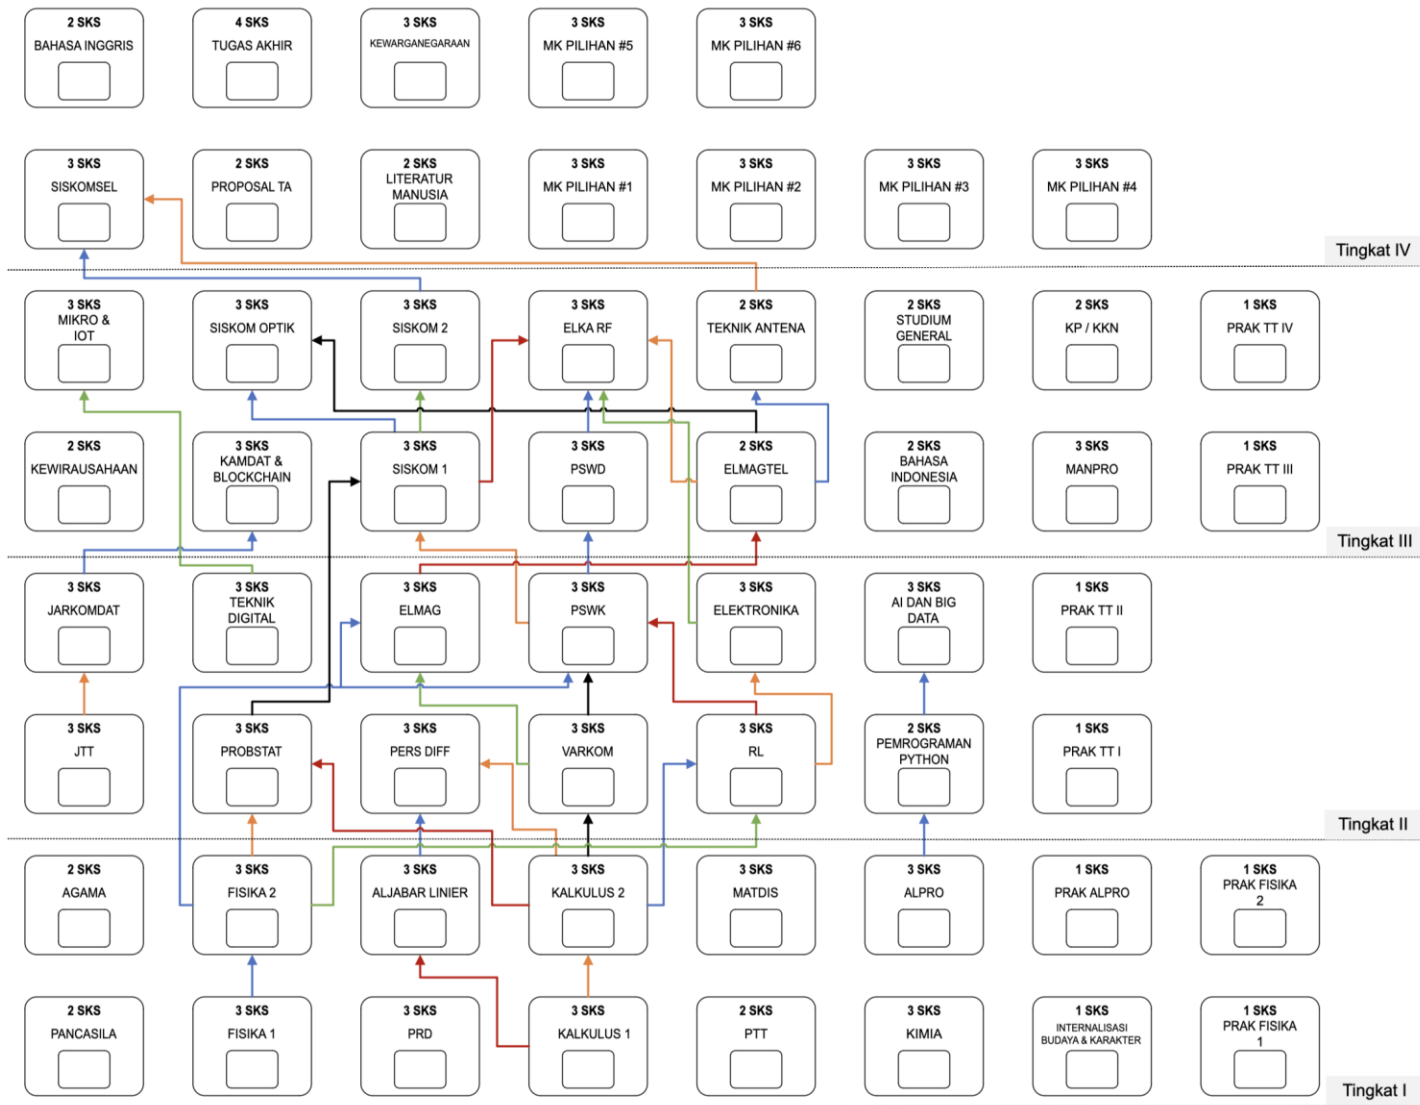 2 SKS
BAHASA INGGRIS
4 SKS
TUGAS AKHIR
3 SKS
KEWARGANEGARAAN
3 SKS
MK PILIHAN #5
3 SKS
MK PILIHAN #6
3 SKS
SISKOMSEL
2 SKS
PROPOSAL TA
2 SKS
LITERATUR
MANUSIA
3 SKS
MK PILIHAN #1
3 SKS
MK PILIHAN #2
3 SKS
MK PILIHAN #3
3 SKS
MK PILIHAN #4
Tingkat IV
3 SKS
MIKRO &
IOT
3 SKS
SISKOM OPTIK
3 SKS
SISKOM 2
3 SKS
ELKA RF
2 SKS
TEKNIK ANTENA
2 SKS
STUDIUM
GENERAL
2 SKS
KP / KKN
1 SKS
PRAK TT IV
2 SKS
KEWIRAUSAHAAN
3 SKS
KAMDAT &
BLOCKCHAIN
3 SKS
SISKOM 1
3 SKS
PSWD
2 SKS
ELMAGTEL
2 SKS
BAHASA
INDONESIA
3 SKS
MANPRO
1 SKS
PRAK TT III
Tingkat III
3 SKS
JARKOMDAT
3 SKS
TEKNIK
DIGITAL
3 SKS
ELMAG
3 SKS
PSWK
3 SKS
ELEKTRONIKA
3 SKS
AI DAN BIG
DATA
1 SKS
PRAK TT II
3 SKS
JTT
3 SKS
PROBSTAT
3 SKS
PERS DIFF
3 SKS
VARKOM
3 SKS
RL
2 SKS
PEMROGRAMAN
PYTHON
1 SKS
PRAK TT I
Tingkat II
2 SKS
AGAMA
3 SKS
FISIKA 2
3 SKS
ALJABAR LINIER
3 SKS
KALKULUS 2
3 SKS
MATDIS
3 SKS
ALPRO
1 SKS
PRAK ALPRO
1 SKS
PRAK FISIKA
2
2 SKS
PANCASILA
3 SKS
FISIKA 1
3 SKS
PRD
3 SKS
KALKULUS 1
2 SKS
PTT
3 SKS
KIMIA
1 SKS
INTERNALISASI
BUDAYA & KARAKTER
1 SKS
PRAK FISIKA
1
Tingkat I